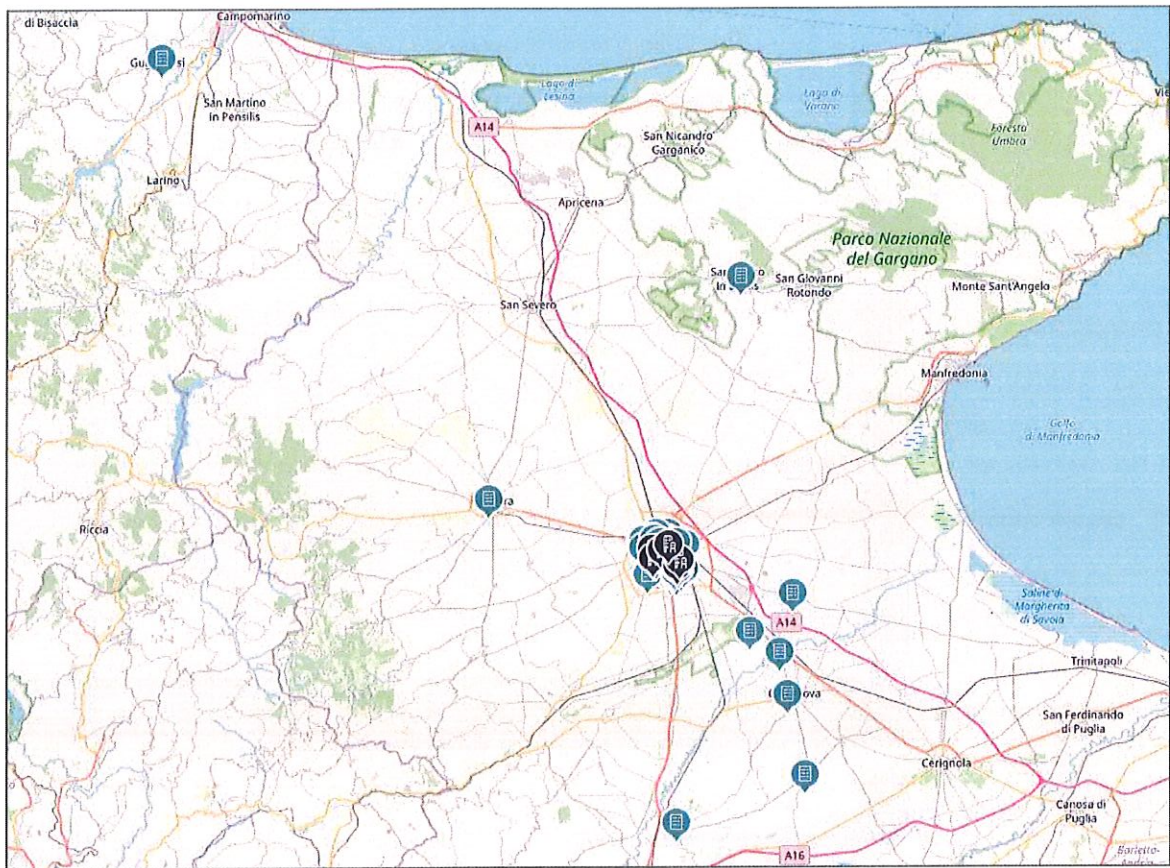 di Bisaccia
Campomarino
San Martino
in Pensilis
Larino
A14
Lago di
Lesina
Lago di
Varano
San Nicandro
Garganico
Foresta
Umbra
Vie
Apricena
Parco Nazionale
del Gargano
San Giovanni
Rotondo
Monte Sant'Angelo
San Severo
Manfredonia
Golfo
di Manfredonia
Riccia
A14
Saline di
Margherita
di Savoia
Trinitapoli
San Ferdinando
di Puglia
Cerignola
Canosa di
Puglia
A16
Barletta-